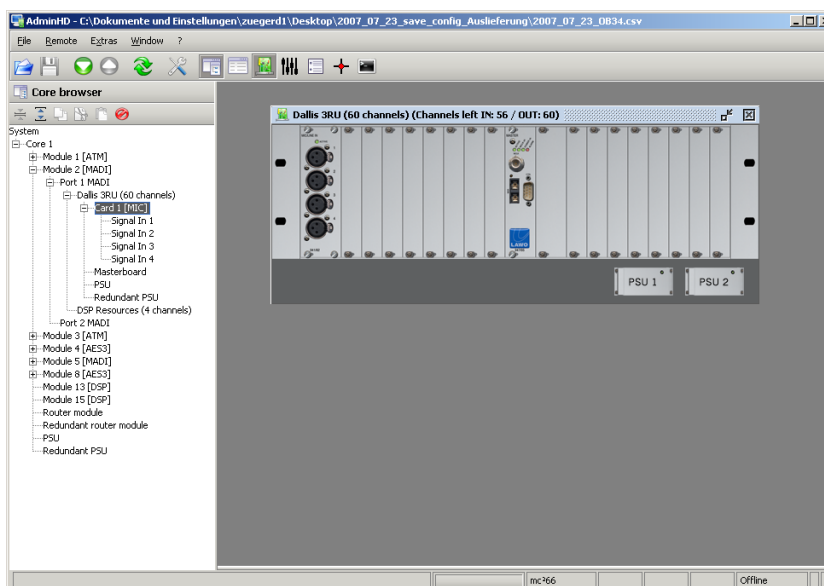 AdminHD - C:\Dokumente und Einstellungen\zuegerd1\Desktop\2007_07_23_save_config_Auslieferung\2007_07_23_0B34.csv
File Remote Extras Window ?
Core browser
System
Core 1
Module 1 [ATM]
Module 2 [MADI]
Port 1 MADI
Dallis 3RU (60 channels)
Card 1 [MIC]
Signal In 1
Signal In 2
Signal In 3
Signal In 4
Masterboard
PSU
Redundant PSU
DSP Resources (4 channels)
Port 2 MADI
Module 3 [ATM]
Module 4 [AES3]
Module 5 [MADI]
Module 8 [AES3]
Module 13 [DSP]
Module 15 [DSP]
Router module
Redundant router module
PSU
Redundant PSU
Dallis 3RU (60 channels) (Channels left IN: 56 / OUT: 60)
LAWO
PSU 1 PSU 2
mc²66 Offline